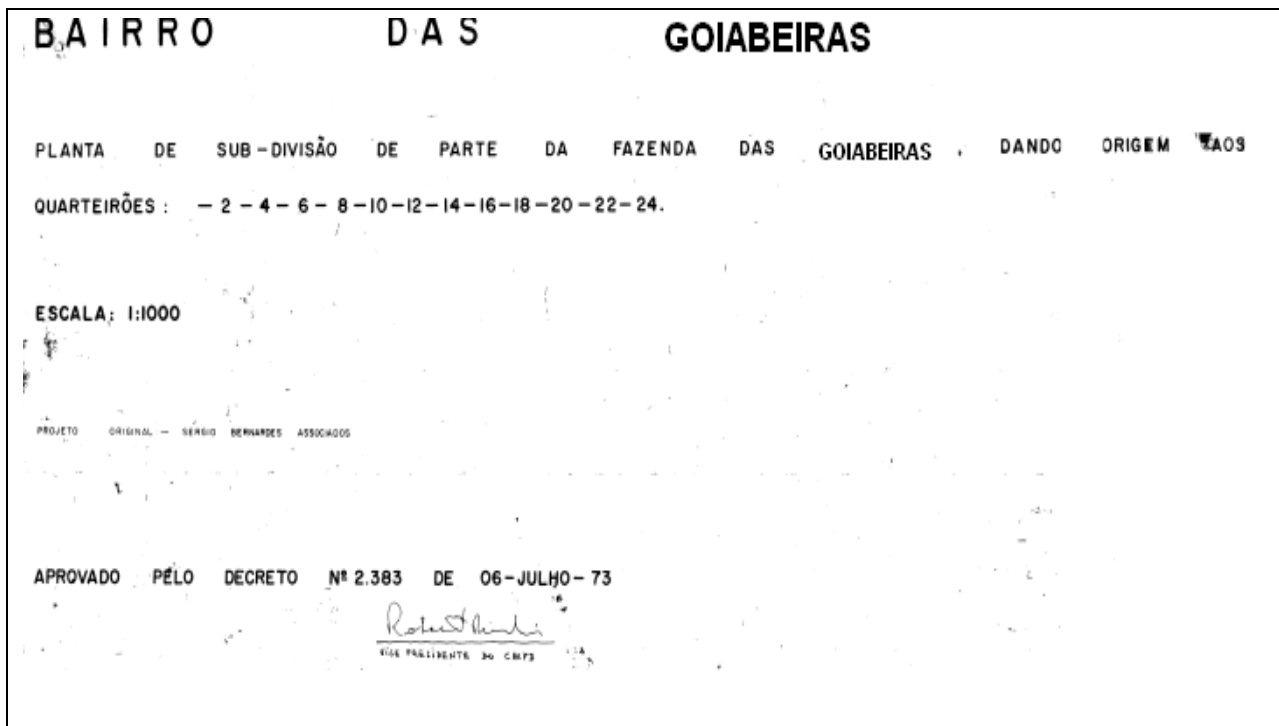 BAIRRO DAS GOIABEIRAS
PLANTA DE SUB-DIVISÃO DE PARTE DA FAZENDA DAS GOIABEIRAS, DANDO ORIGEM AOS
QUARTEIRÕES: - 2 - 4 - 6 - 8 - 10 - 12 - 14 - 16 - 18 - 20 - 22 - 24.
ESCALA: 1:1000
PROJETO ORIGINAL - SERGIO BERNARDES ASSOCIADOS
APROVADO PELO DECRETO Nº 2.383 DE 06-JULHO-73
VICE PRESIDENTE DO